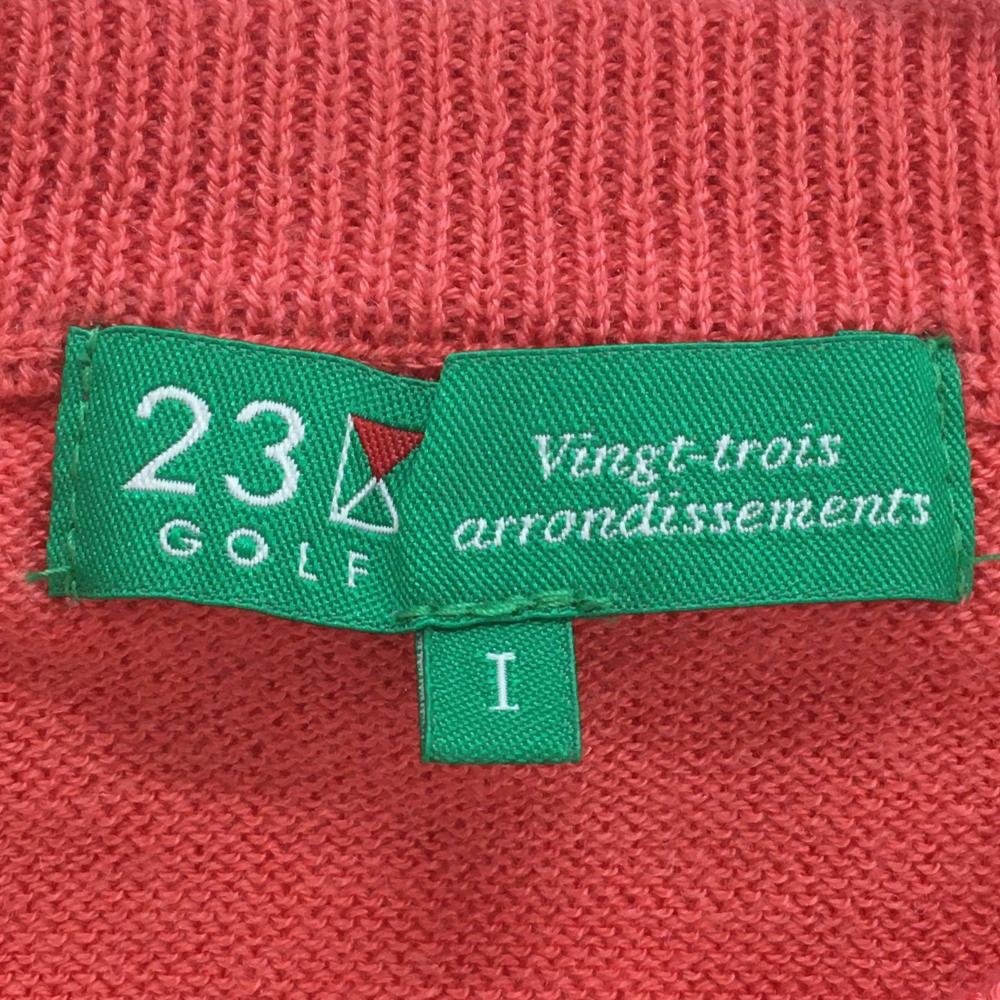 23
GOLF
Vingt-trois
arrondissements
I